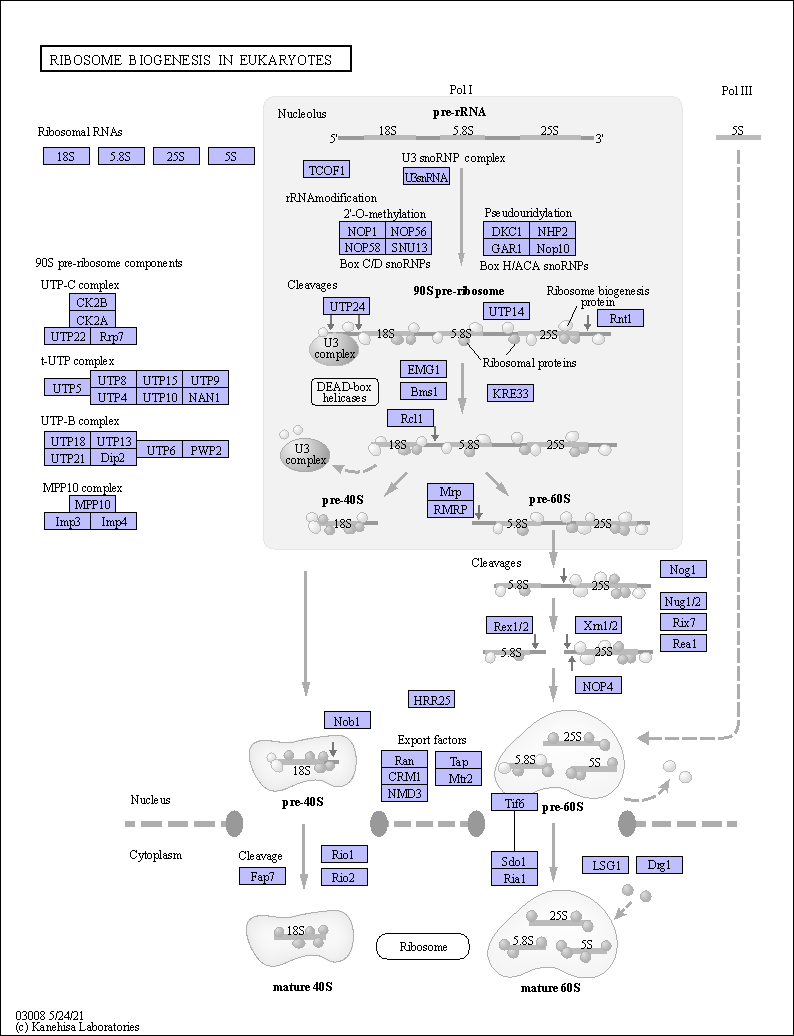 RIBOSOME BIOGENESIS IN EUKARYOTES
Pol I
Pol III
Nucleolus
pre-rRNA
Ribosomal RNAs
5'
18S
5.8S
25S
3'
5S
18S
5.8S
25S
5S
TCOF1
U3 snoRNP complex
U3snRNA
rRNAmodification
2'-O-methylation
NOP1
NOP56
NOP58
SNU13
Box C/D snoRNPs
Pseudouridylation
DKC1
NHP2
GAR1
Nop10
Box H/ACA snoRNPs
90S pre-ribosome components
UTP-C complex
CK2B
CK2A
UTP22
Rrp7
t-UTP complex
UTP5
UTP8
UTP15
UTP9
UTP4
UTP10
NAN1
UTP-B complex
UTP18
UTP13
UTP21
Dip2
UTP6
PWP2
MPP10 complex
MPP10
Imp3
Imp4
Cleavages
90S pre-ribosome
Ribosome biogenesis
protein
UTP24
UTP14
Rnt1
18S
5.8S
25S
U3
complex
Ribosomal proteins
EMG1
DEAD-box
helicases
Bms1
KRE33
Rcl1
18S
5.8S
25S
U3
complex
pre-40S
Mrp
RMRP
pre-60S
18S
5.8S
25S
Cleavages
Nog1
5.8S
25S
Nug1/2
Rex1/2
Xrn1/2
Rix7
Rea1
5.8S
25S
NOP4
HRR25
Nob1
Export factors
Ran
CRM1
NMD3
Tap
Mtr2
18S
25S
5.8S
5S
Nucleus
pre-40S
Tif6
pre-60S
Cytoplasm
Cleavage
Fap7
Rio1
Rio2
Sdo1
Ria1
LSG1
Drg1
18S
Ribosome
25S
5.8S
5S
mature 40S
mature 60S
03008 5/24/21
(c) Kanehisa Laboratories